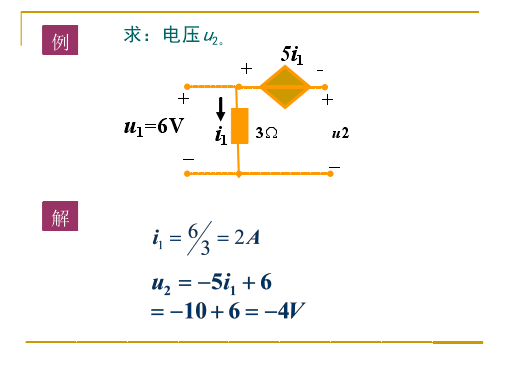 例
求：电压u2。
5i1
+ -
+ +
u1=6V i1 3Ω u2
− −
解
i1 = 6/3 = 2A
u2 = −5i1 + 6
= −10 + 6 = −4V